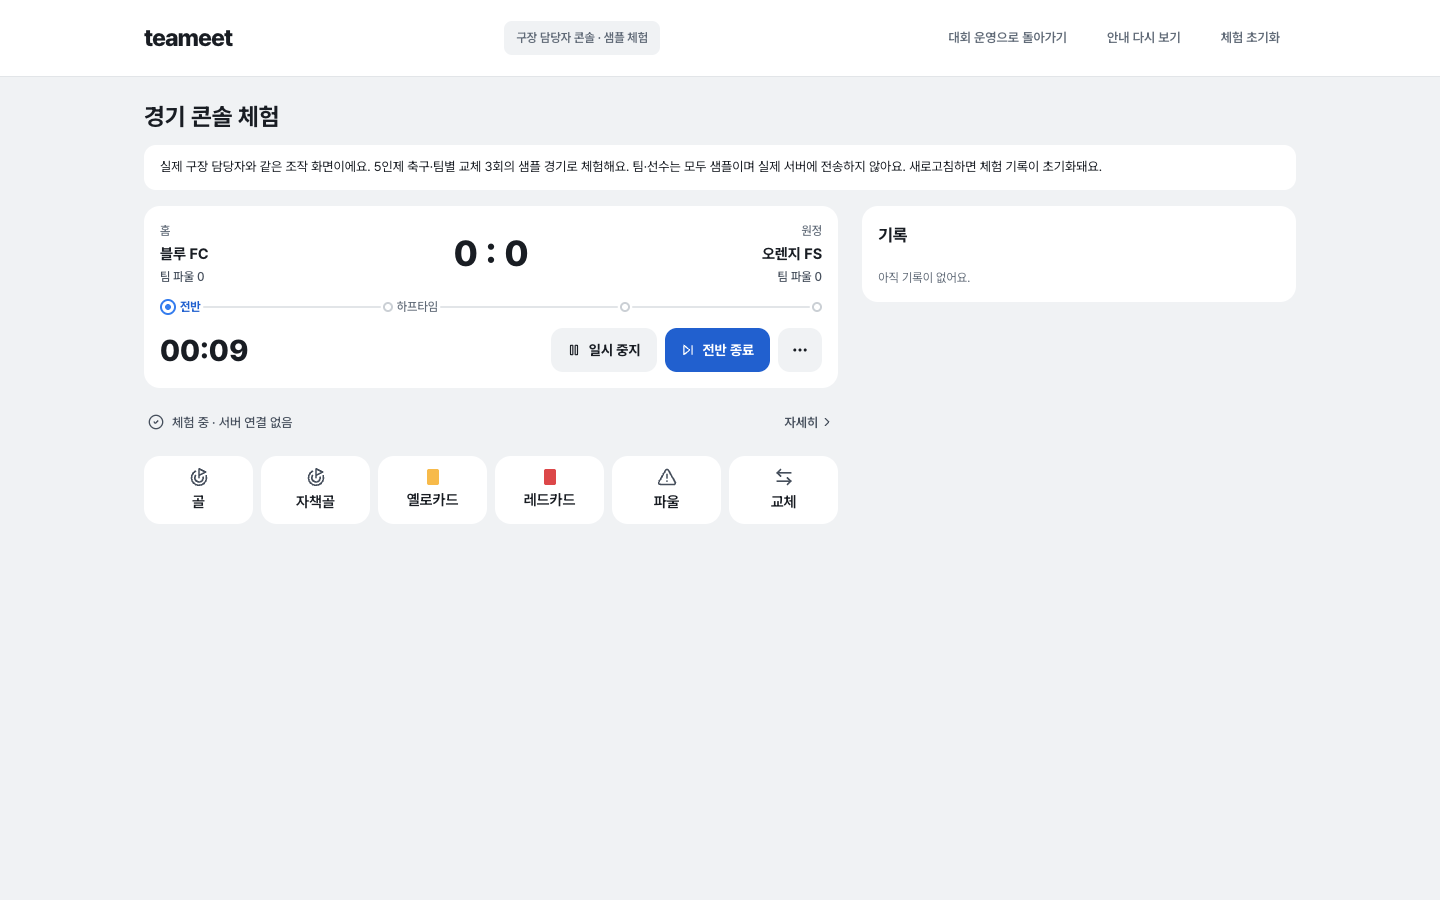 teameet
구장 담당자 콘솔 · 샘플 체험
대회 운영으로 돌아가기
안내 다시 보기
체험 초기화
경기 콘솔 체험
실제 구장 담당자와 같은 조작 화면이에요. 5인제 축구·팀별 교체 3회의 샘플 경기로 체험해요. 팀·선수는 모두 샘플이며 실제 서버에 전송하지 않아요. 새로고침하면 체험 기록이 초기화돼요.
홈
블루 FC
팀 파울 0
0 : 0
원정
오렌지 FS
팀 파울 0
전반
하프타임
00:09
일시 중지
전반 종료
체험 중 · 서버 연결 없음
자세히
골
자책골
옐로카드
레드카드
파울
교체
기록
아직 기록이 없어요.